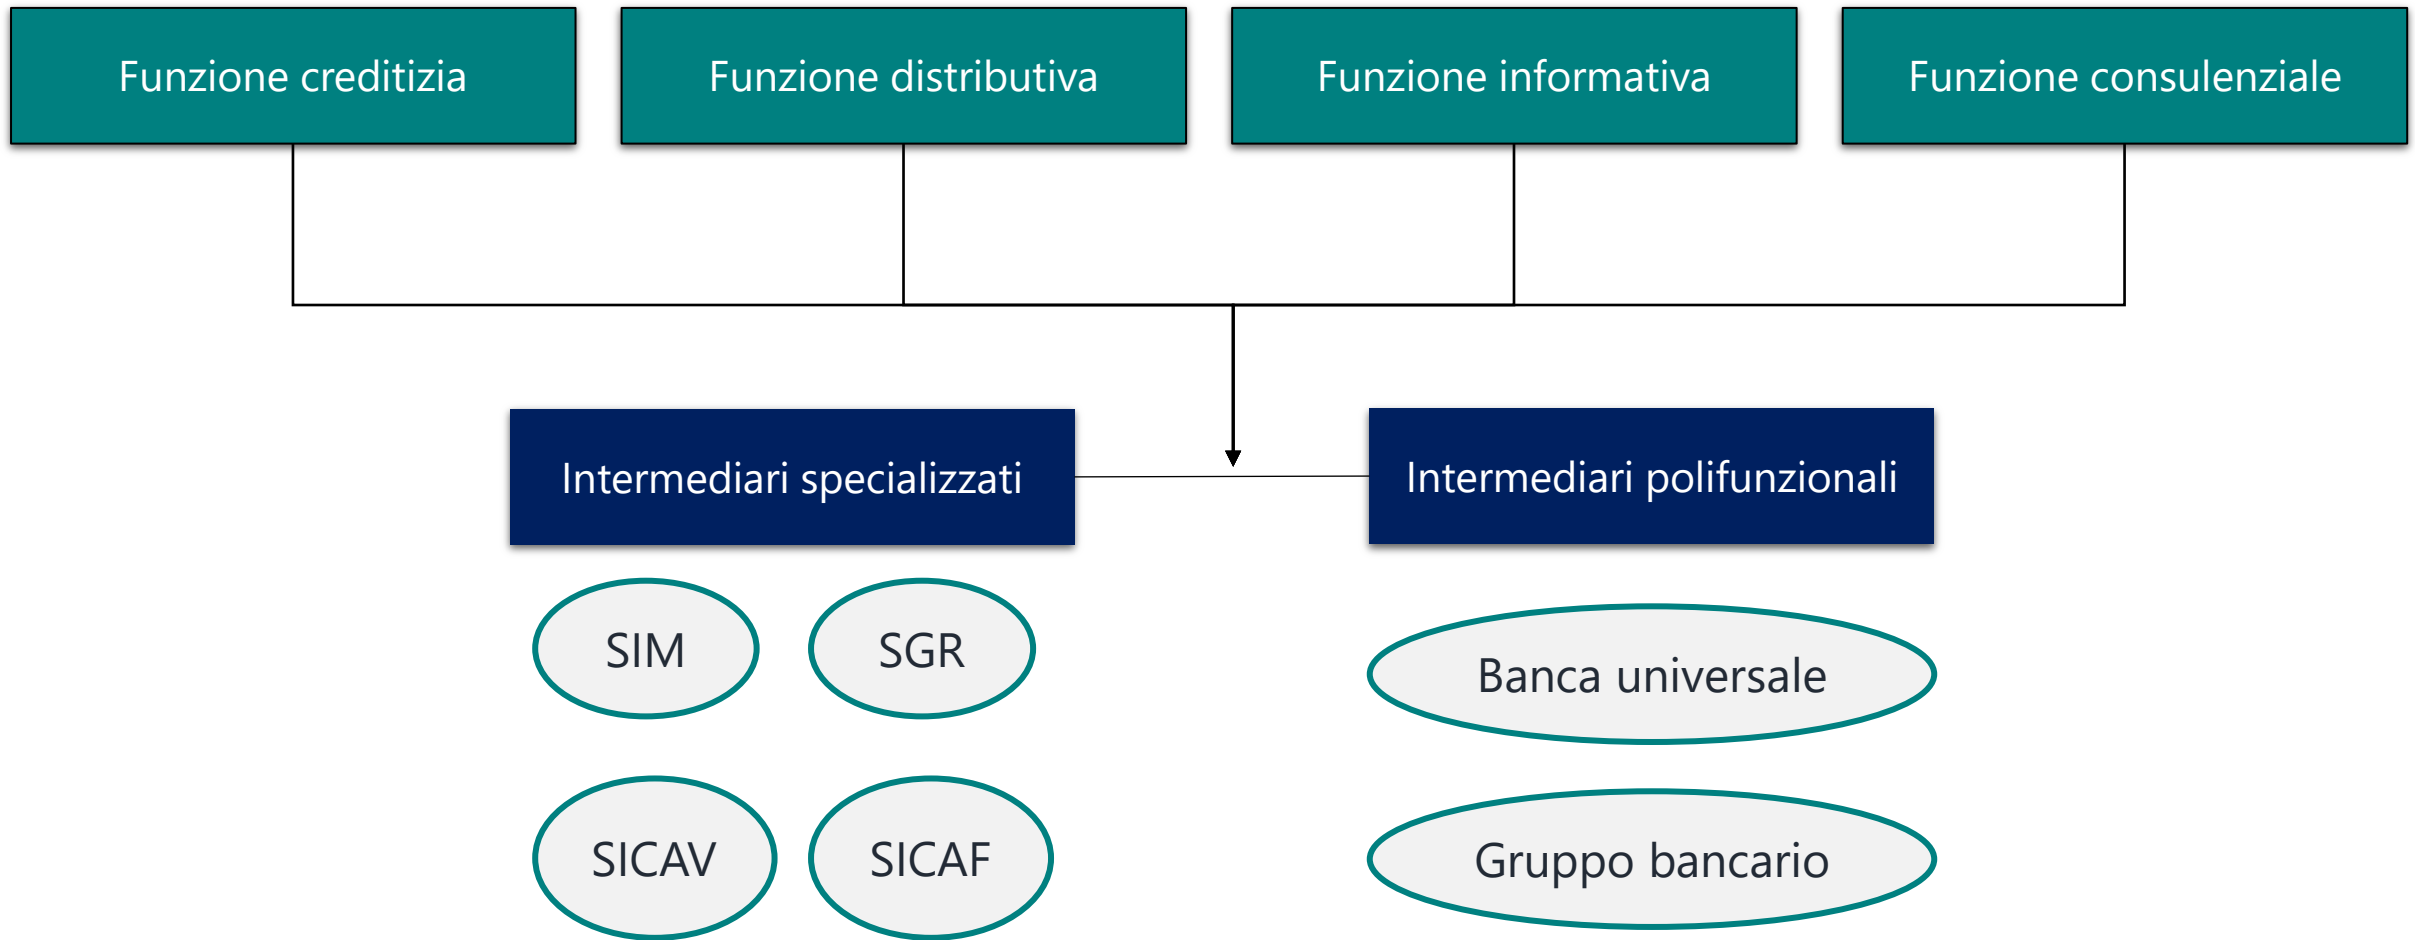 Funzione creditizia
Funzione distributiva
Funzione informativa
Funzione consulenziale
Intermediari specializzati
Intermediari polifunzionali
SIM
SGR
Banca universale
SICAV
SICAF
Gruppo bancario